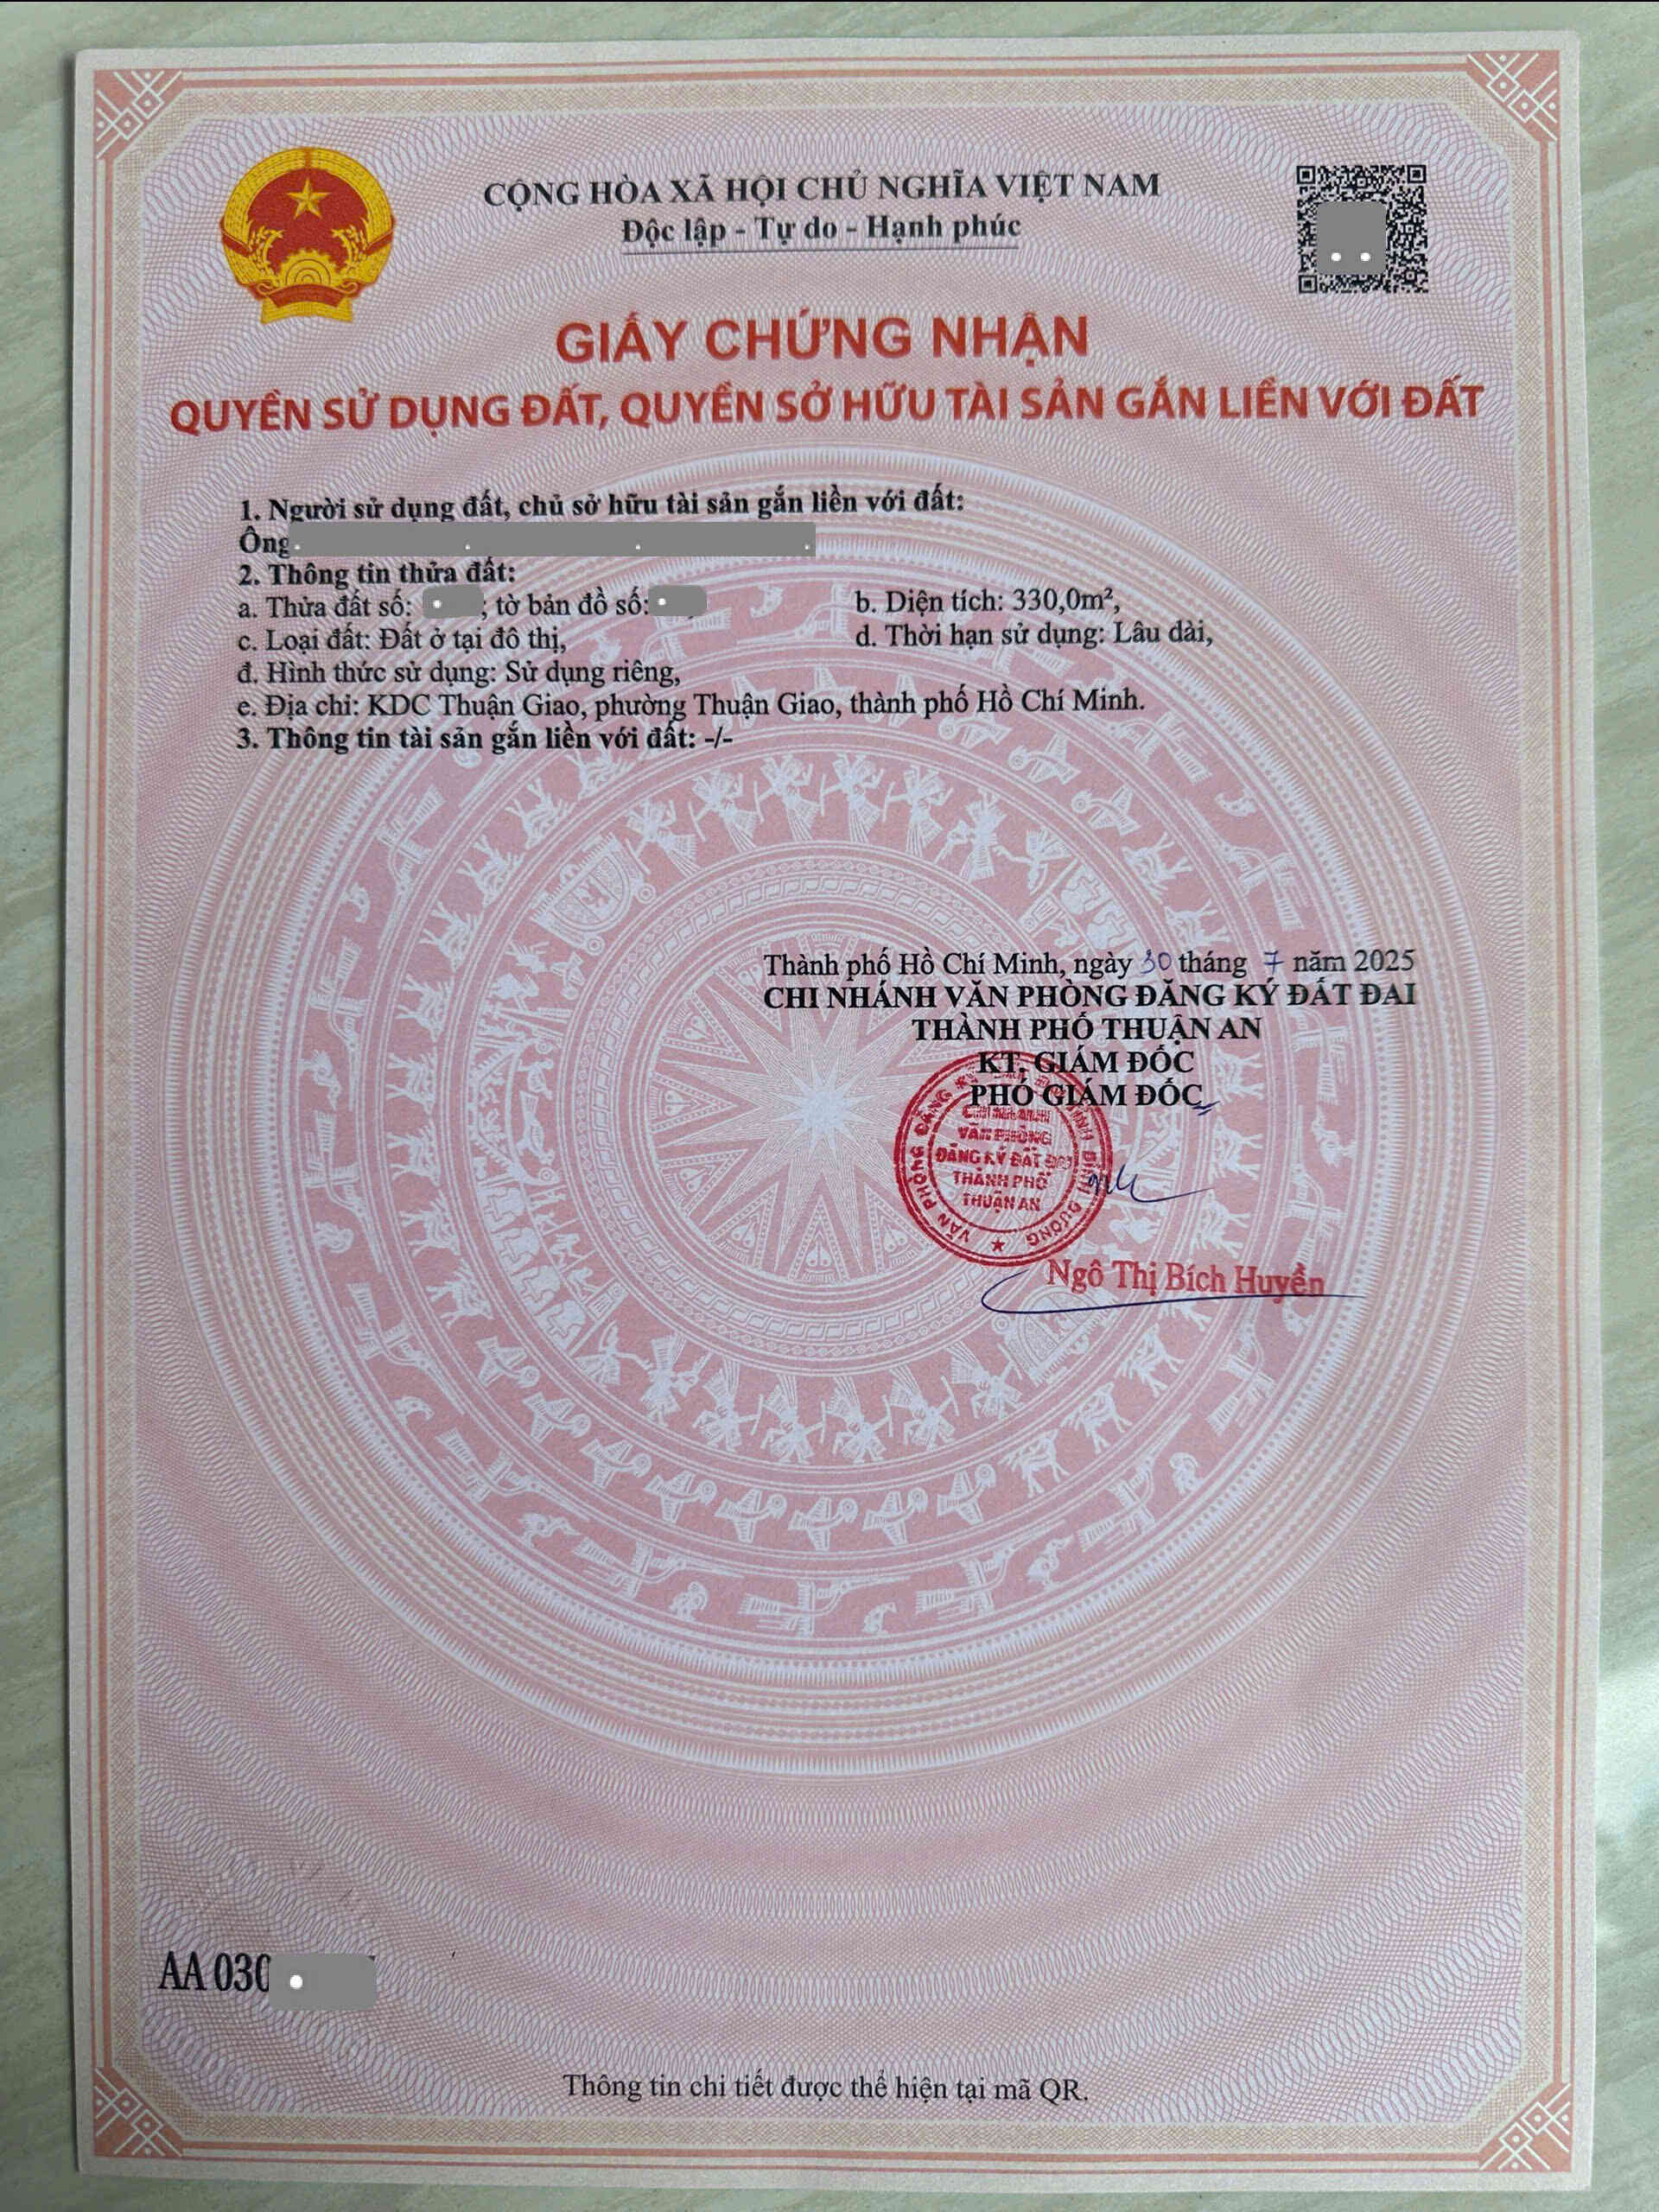 CỘNG HÒA XÃ HỘI CHỦ NGHĨA VIỆT NAM
Độc lập - Tự do - Hạnh phúc
GIẤY CHỨNG NHẬN
QUYỀN SỬ DỤNG ĐẤT, QUYỀN SỞ HỮU TÀI SẢN GẮN LIỀN VỚI ĐẤT
1. Người sử dụng đất, chủ sở hữu tài sản gắn liền với đất:
Ông
2. Thông tin thửa đất:
a. Thửa đất số: ; tờ bản đồ số: b. Diện tích: 330,0m²,
c. Loại đất: Đất ở tại đô thị, d. Thời hạn sử dụng: Lâu dài,
đ. Hình thức sử dụng: Sử dụng riêng,
e. Địa chỉ: KDC Thuận Giao, phường Thuận Giao, thành phố Hồ Chí Minh.
3. Thông tin tài sản gắn liền với đất: -/-
Thành phố Hồ Chí Minh, ngày 30 tháng 7 năm 2025
CHI NHÁNH VĂN PHÒNG ĐĂNG KÝ ĐẤT ĐAI
THÀNH PHỐ THUẬN AN
KT. GIÁM ĐỐC
PHÓ GIÁM ĐỐC
CHI NHÁNH
VĂN PHÒNG
ĐĂNG KÝ ĐẤT ĐAI
THÀNH PHỐ
THUẬN AN
VĂN PHÒNG ĐĂNG KÝ BÌNH DƯƠNG
Ngô Thị Bích Huyền
AA 030
Thông tin chi tiết được thể hiện tại mã QR.